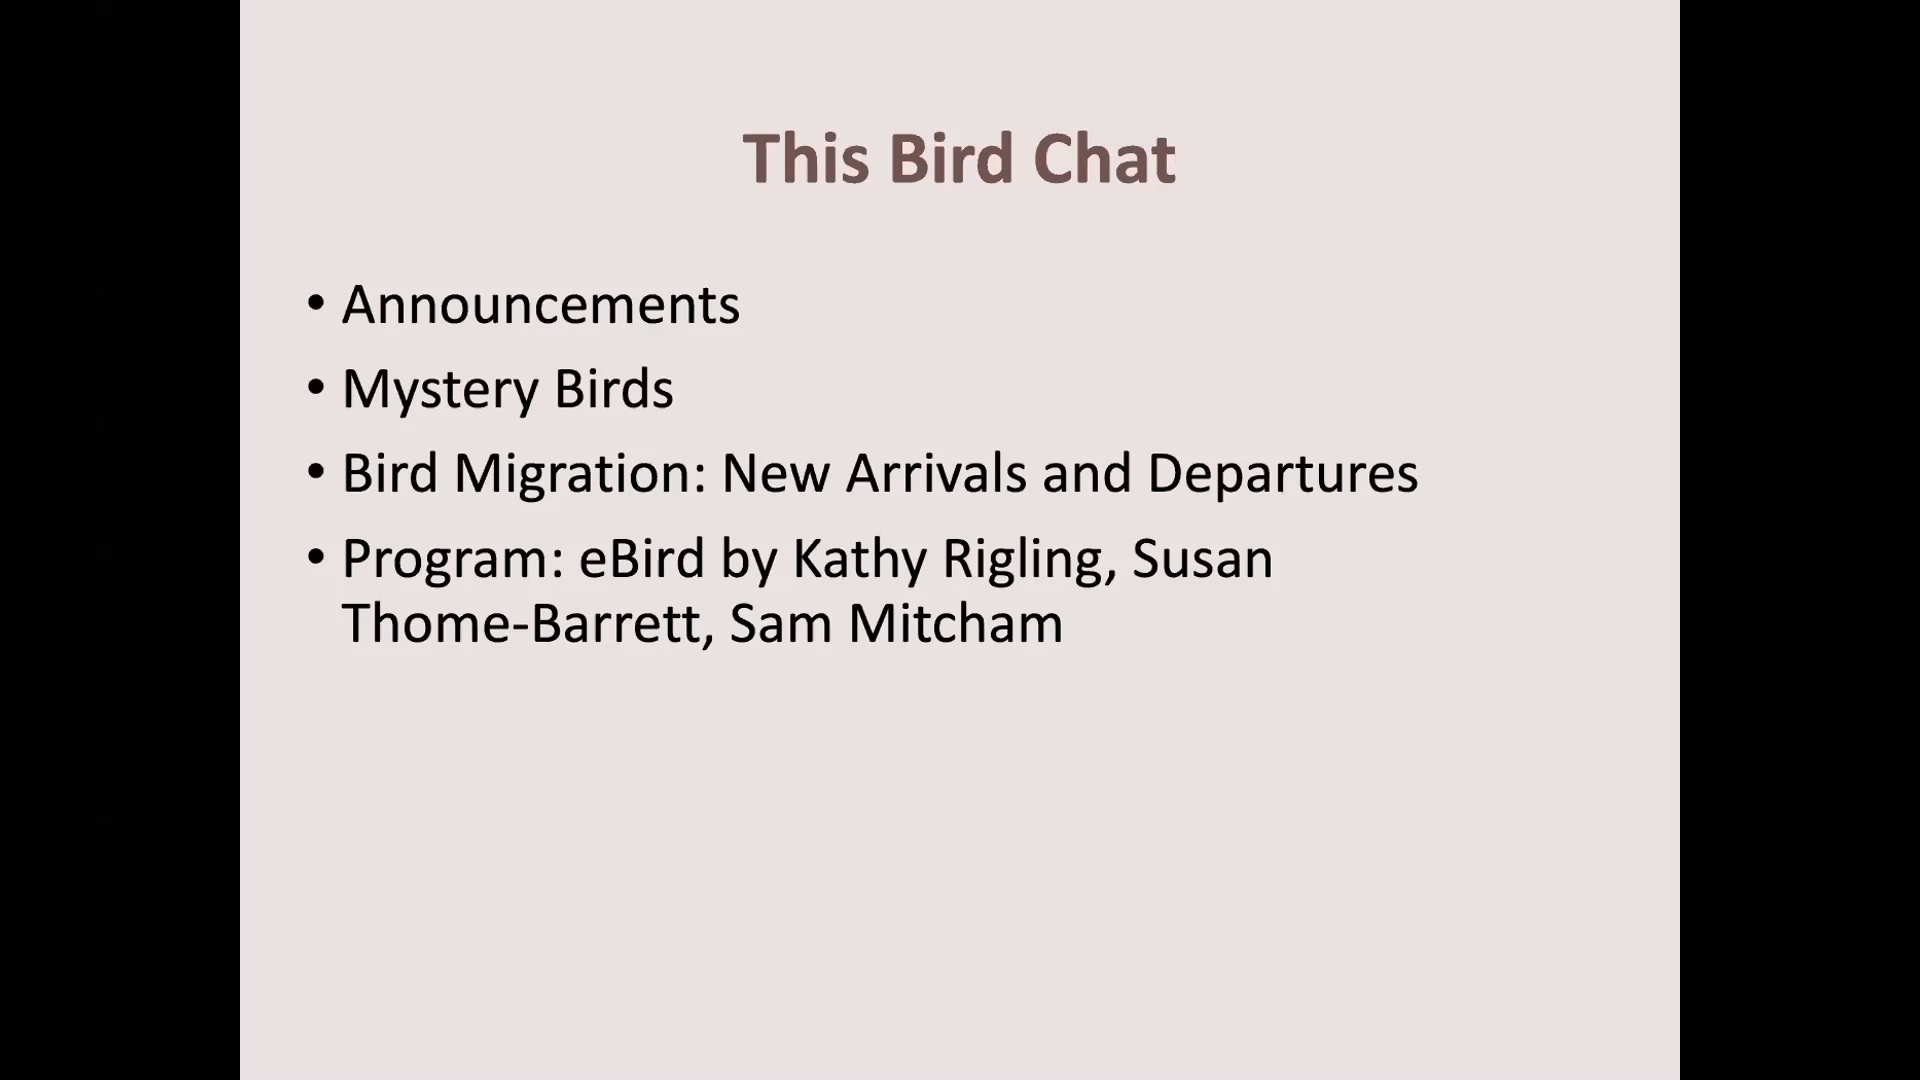 This Bird Chat
• Announcements
• Mystery Birds
• Bird Migration: New Arrivals and Departures
• Program: eBird by Kathy Rigling, Susan
Thome-Barrett, Sam Mitcham